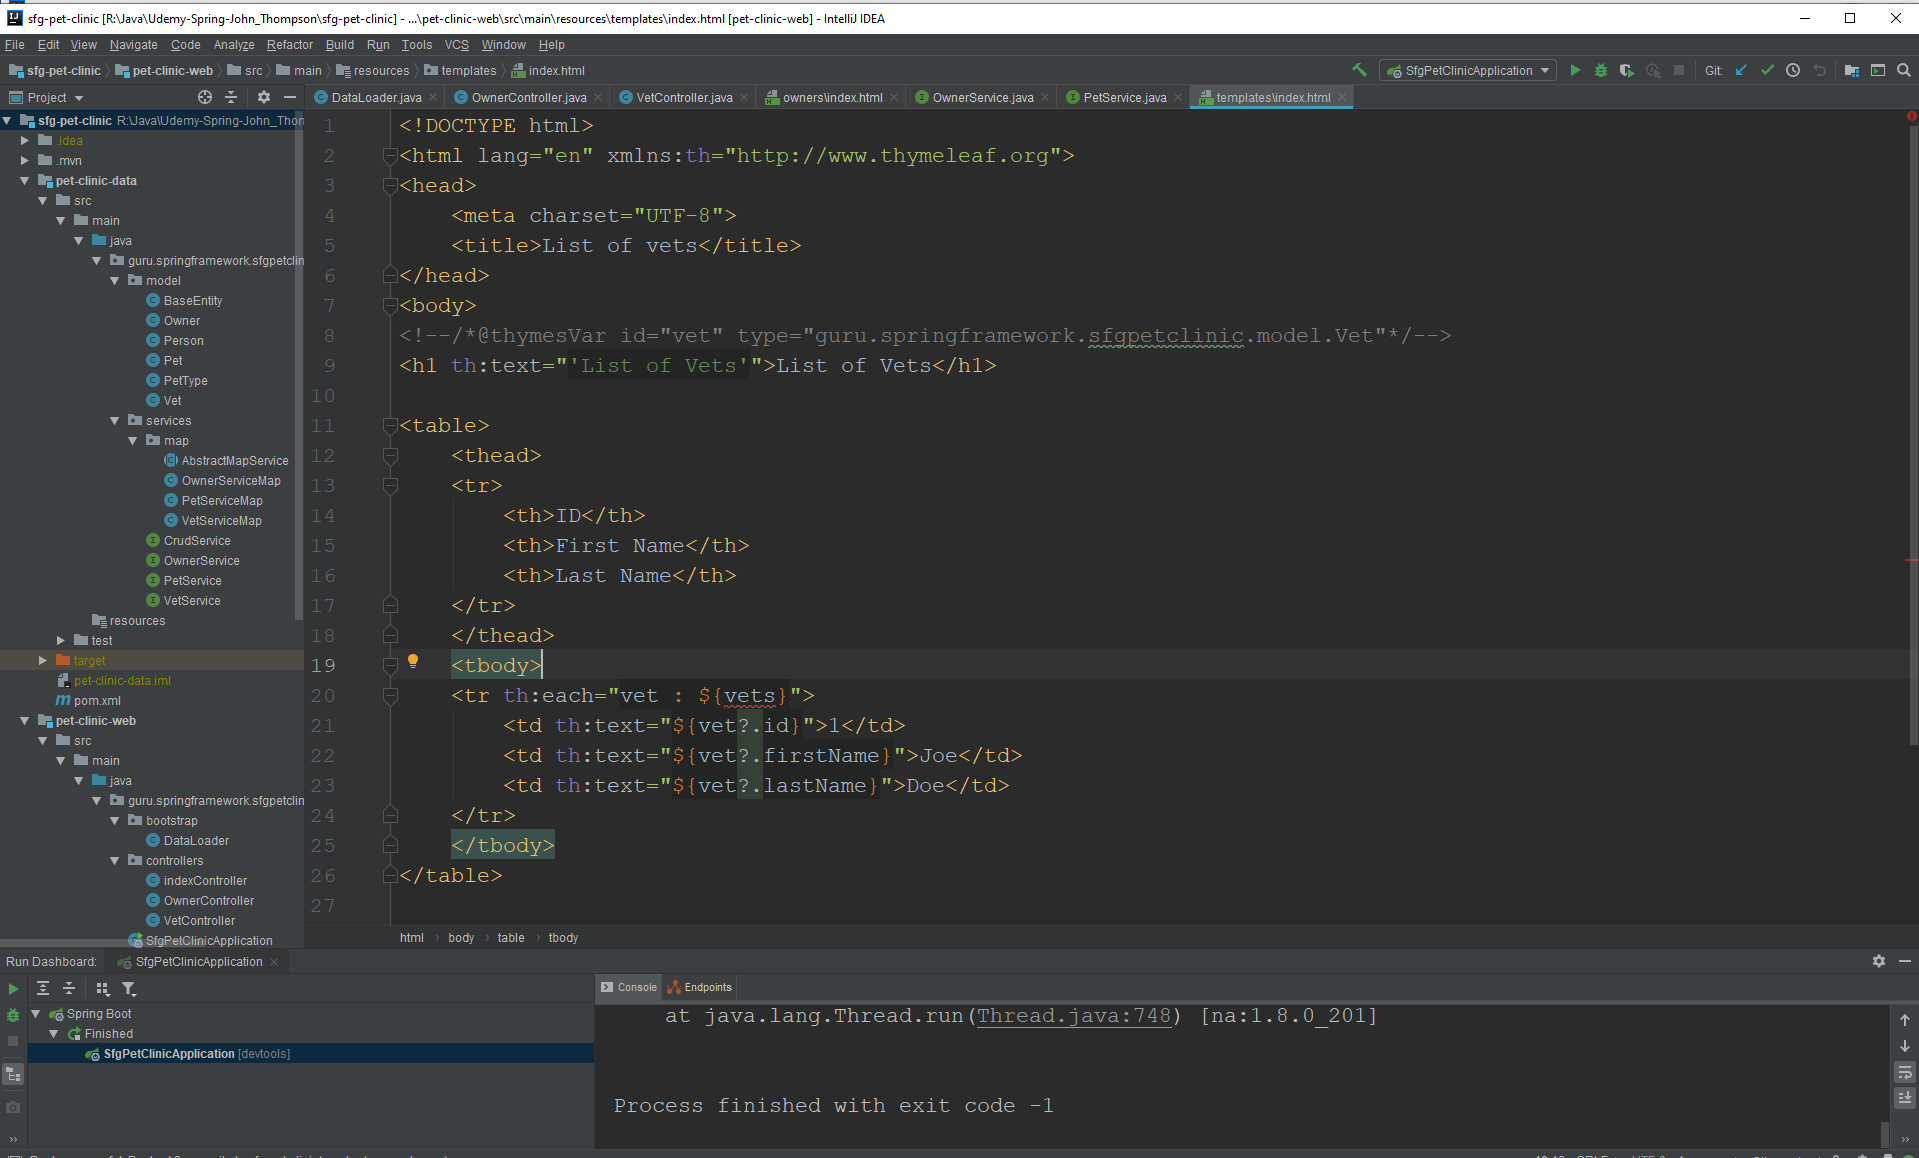 sfg-pet-clinic [R:\Java\Udemy-Spring-John_Thompson\sfg-pet-clinic] - ...\pet-clinic-web\src\main\resources\templates\index.html [pet-clinic-web] - IntelliJ IDEA
File Edit View Navigate Code Analyze Refactor Build Run Tools VCS Window Help
sfg-pet-clinic pet-clinic-web src main resources templates index.html SfgPetClinicApplication Git:
Project DataLoader.java OwnerController.java VetController.java owners\index.html OwnerService.java PetService.java templates\index.html
sfg-pet-clinic R:\Java\Udemy-Spring-John_Thon
.idea
.mvn
pet-clinic-data
src
main
java
guru.springframework.sfgpetclin
model
BaseEntity
Owner
Person
Pet
PetType
Vet
services
map
AbstractMapService
OwnerServiceMap
PetServiceMap
VetServiceMap
CrudService
OwnerService
PetService
VetService
resources
test
target
pet-clinic-data.iml
pom.xml
pet-clinic-web
src
main
java
guru.springframework.sfgpetclin
bootstrap
DataLoader
controllers
indexController
OwnerController
VetController
SfgPetClinicApplication
1 <!DOCTYPE html>
2 <html lang="en" xmlns:th="http://www.thymeleaf.org">
3 <head>
4 <meta charset="UTF-8">
5 <title>List of vets</title>
6 </head>
7 <body>
8 <!--/*@thymesVar id="vet" type="guru.springframework.sfgpetclinic.model.Vet"*/-->
9 <h1 th:text="'List of Vets'">List of Vets</h1>
10
11 <table>
12 <thead>
13 <tr>
14 <th>ID</th>
15 <th>First Name</th>
16 <th>Last Name</th>
17 </tr>
18 </thead>
19 <tbody>
20 <tr th:each="vet : ${vets}">
21 <td th:text="${vet?.id}">1</td>
22 <td th:text="${vet?.firstName}">Joe</td>
23 <td th:text="${vet?.lastName}">Doe</td>
24 </tr>
25 </tbody>
26 </table>
27
html body table tbody
Run Dashboard: SfgPetClinicApplication
Spring Boot
Finished
SfgPetClinicApplication [devtools]
Console Endpoints
at java.lang.Thread.run(Thread.java:748) [na:1.8.0_201]
Process finished with exit code -1